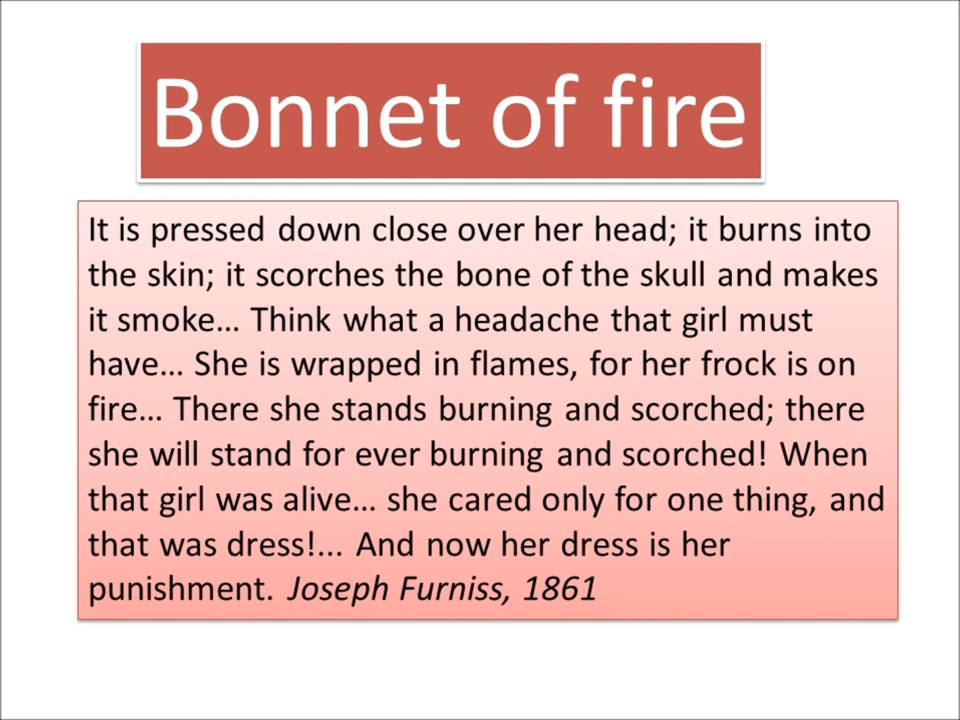 Bonnet of fire
It is pressed down close over her head; it burns into
the skin; it scorches the bone of the skull and makes
it smoke… Think what a headache that girl must
have… She is wrapped in flames, for her frock is on
fire… There she stands burning and scorched; there
she will stand for ever burning and scorched! When
that girl was alive… she cared only for one thing, and
that was dress!... And now her dress is her
punishment. Joseph Furniss, 1861